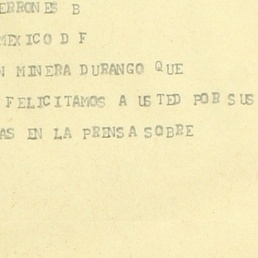 ERRONES B
MEXICO D F
N MINERA DURANGO QUE
FELICITAMOS A USTED POR SUS
AS EN LA PRENSA SOBRE